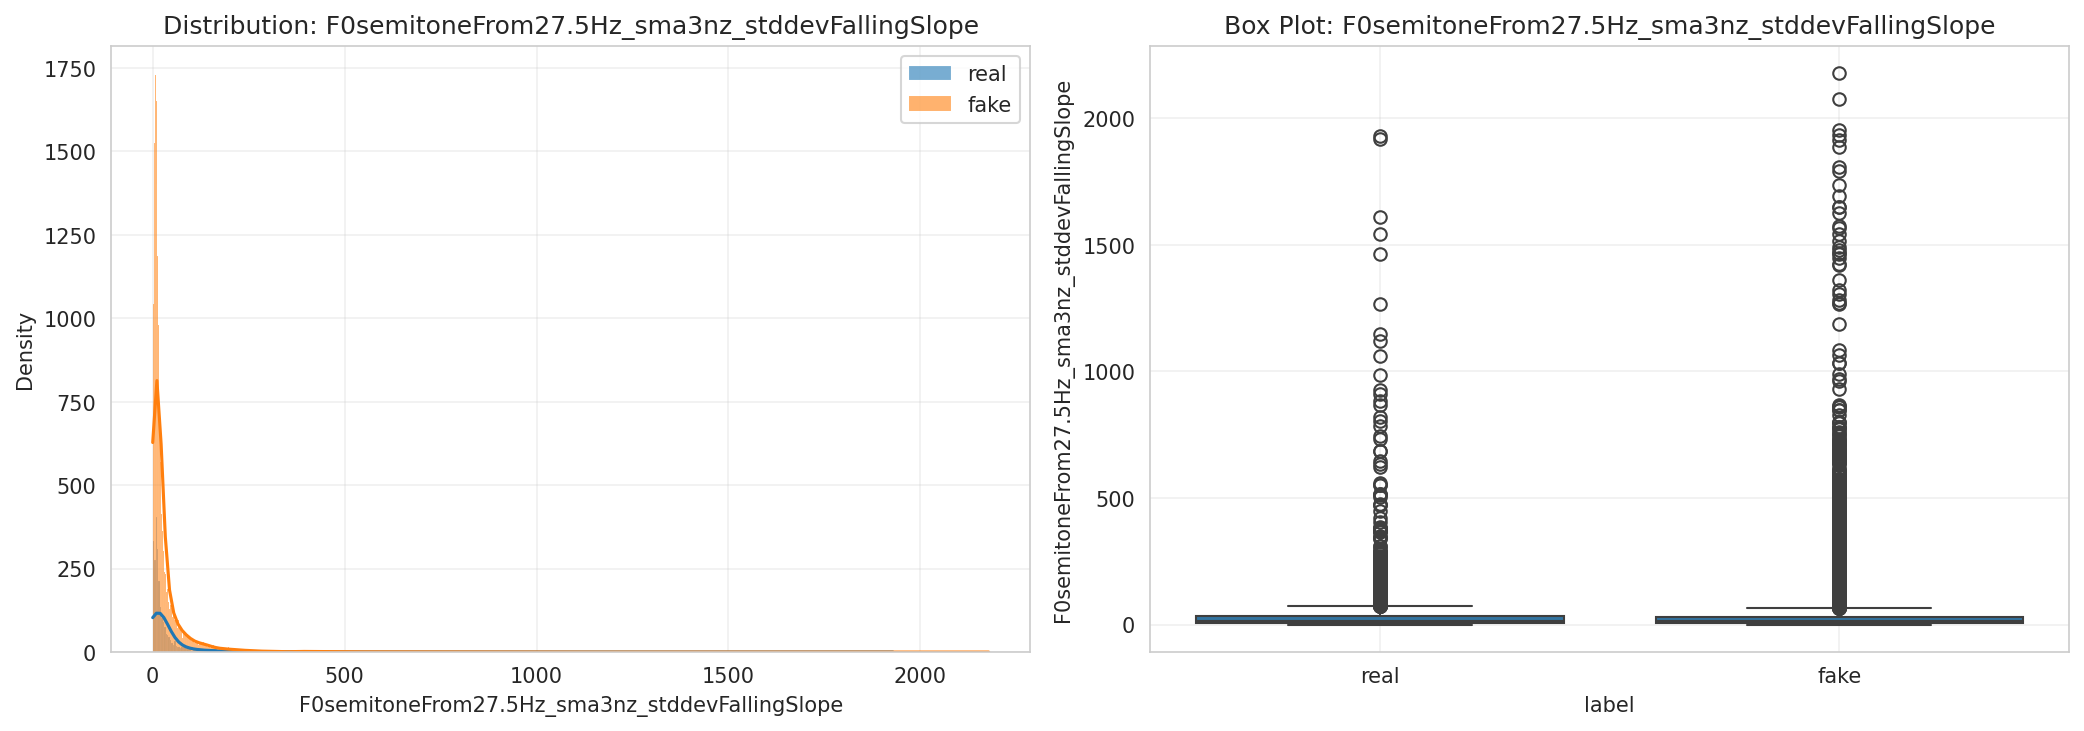 Distribution: F0semitoneFrom27.5Hz_sma3nz_stddevFallingSlope
Density
1750
1500
1250
1000
750
500
250
0
real
fake
0
500
1000
1500
2000
F0semitoneFrom27.5Hz_sma3nz_stddevFallingSlope
Box Plot: F0semitoneFrom27.5Hz_sma3nz_stddevFallingSlope
F0semitoneFrom27.5Hz_sma3nz_stddevFallingSlope
2000
1500
1000
500
0
real
fake
label